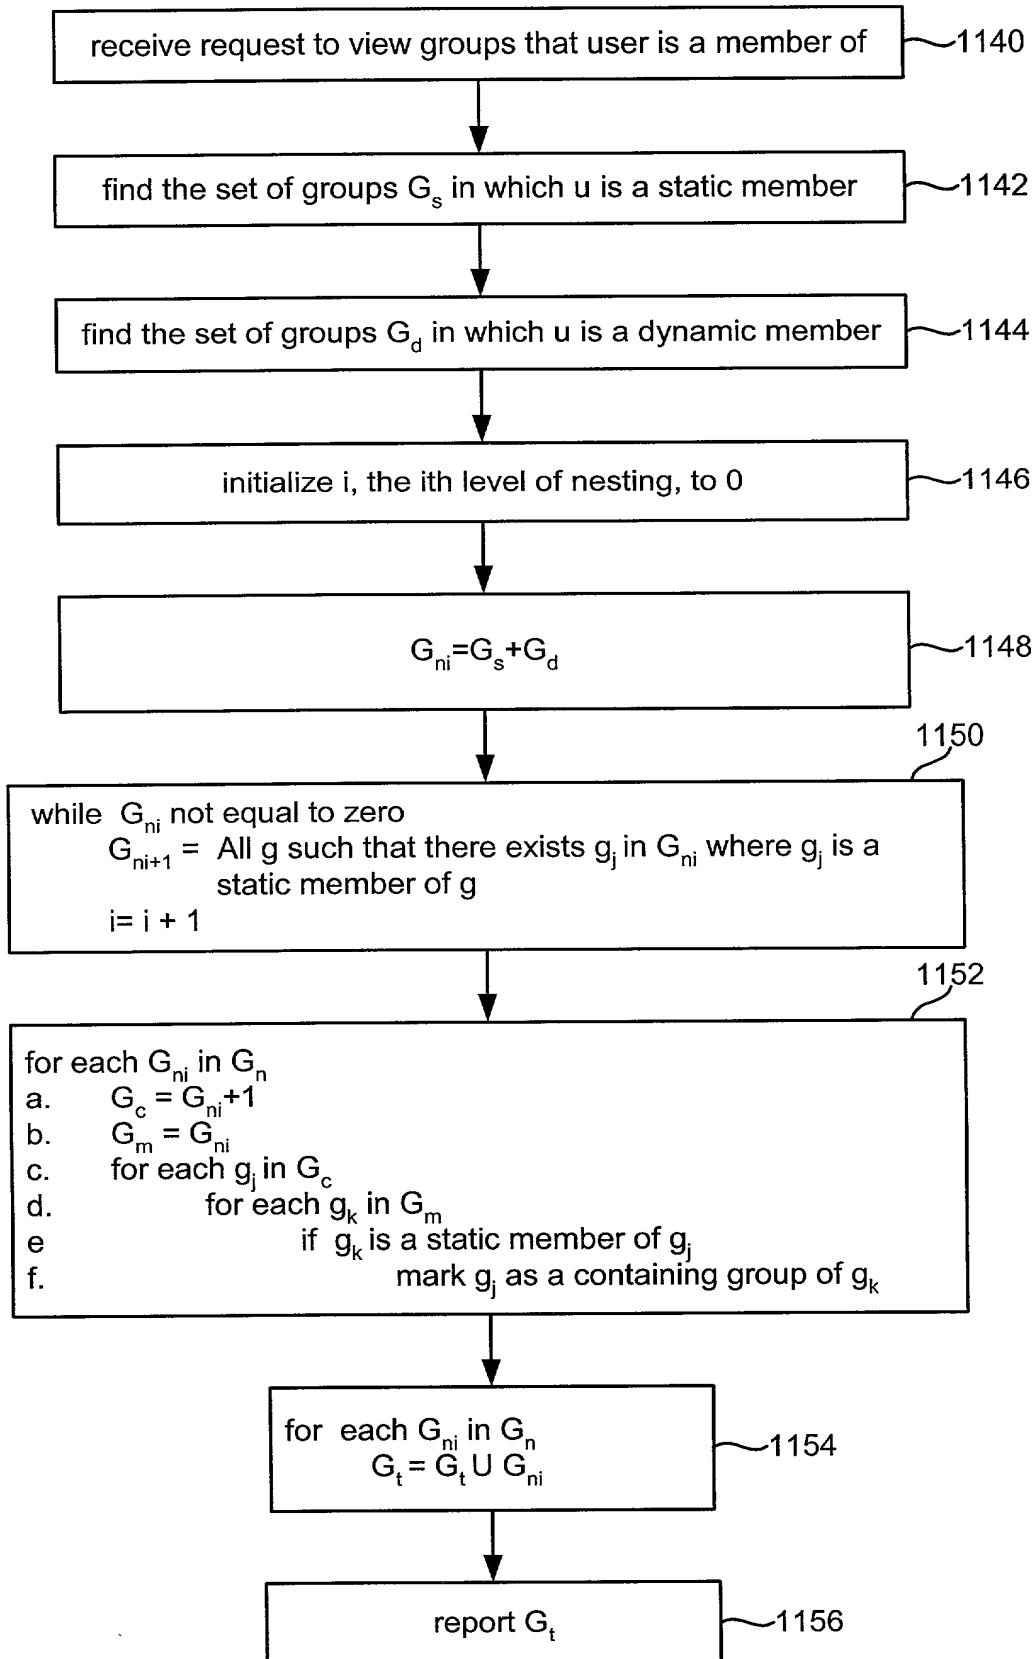 receive request to view groups that user is a member of
1140
find the set of groups Gs in which u is a static member
1142
find the set of groups Gd in which u is a dynamic member
1144
initialize i, the ith level of nesting, to 0
1146
Gni=Gs+Gd
1148
1150
while Gni not equal to zero
Gni+1 = All g such that there exists gj in Gni where gj is a
static member of g
i= i + 1
1152
for each Gni in Gn
a. Gc = Gni+1
b. Gm = Gni
c. for each gj in Gc
d. for each gk in Gm
e if gk is a static member of gj
f. mark gj as a containing group of gk
for each Gni in Gn
Gt = Gt U Gni
1154
report Gt
1156